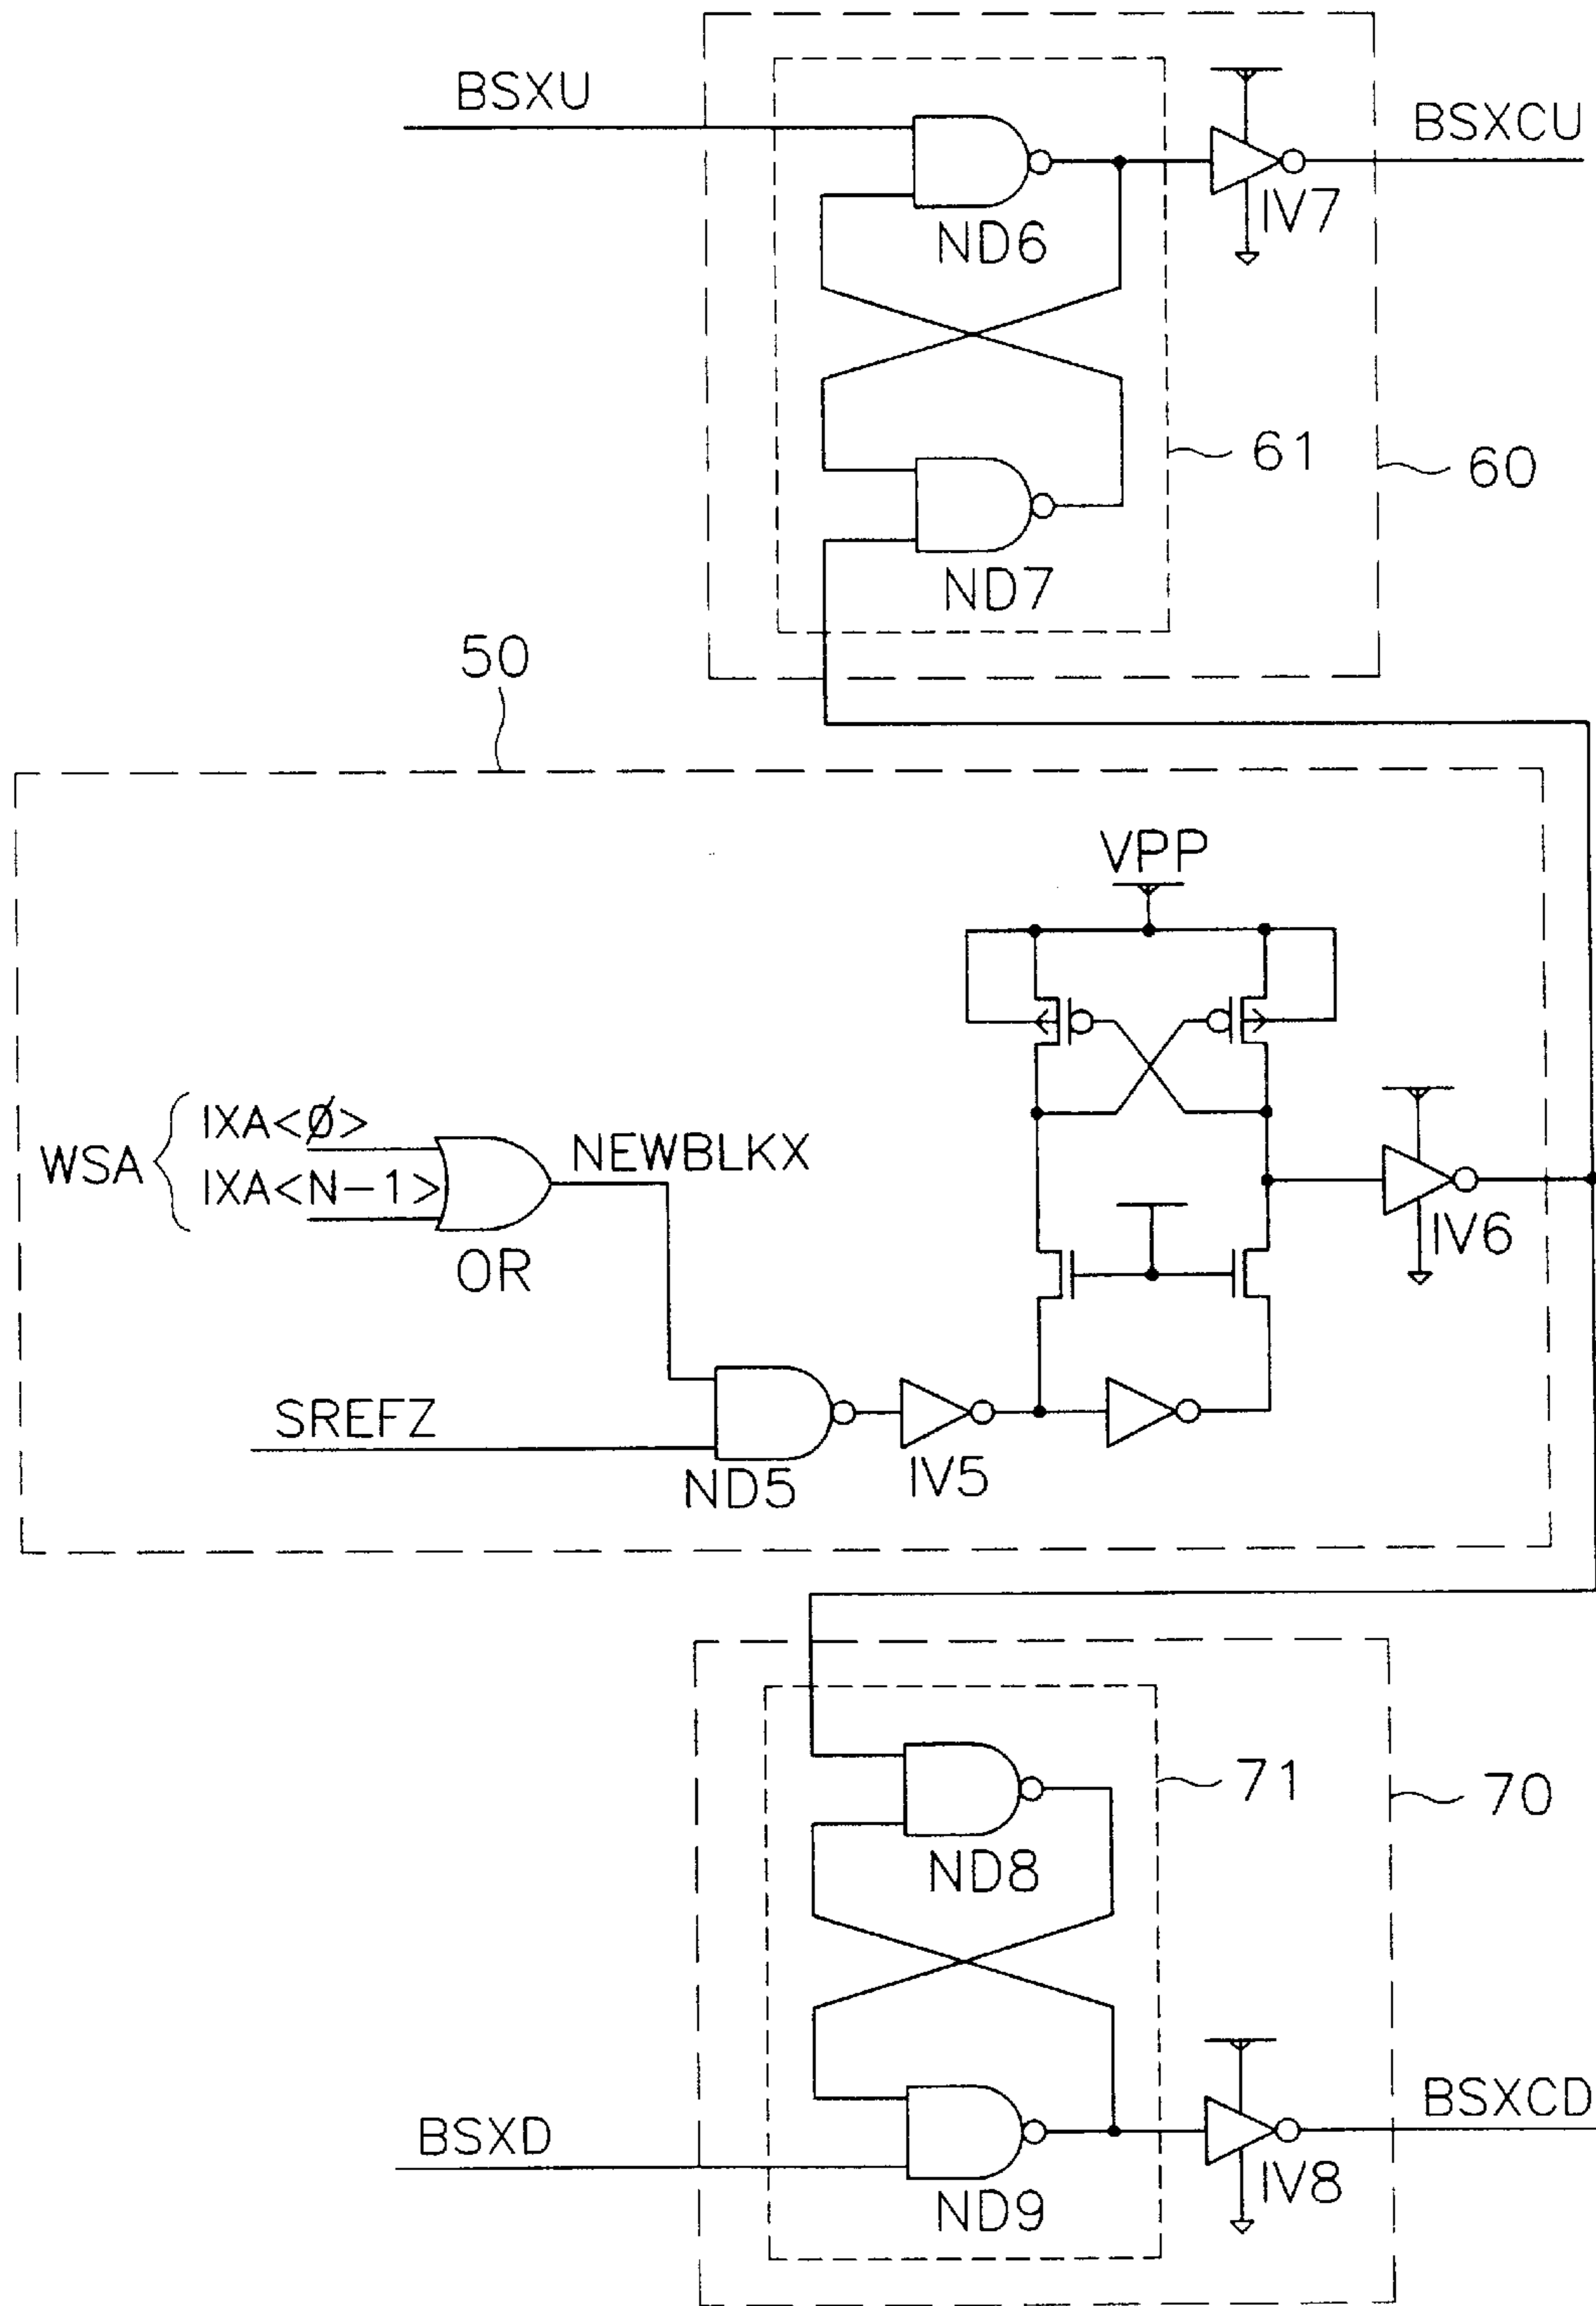 BSXU
BSXCU
IV7
ND6
61
60
ND7
50
VPP
IXA<Ø>
WSA
NEWBLKX
IXA<N-1>
OR
IV6
SREFZ
ND5
IV5
71
70
ND8
BSXD
BSXCD
IV8
ND9